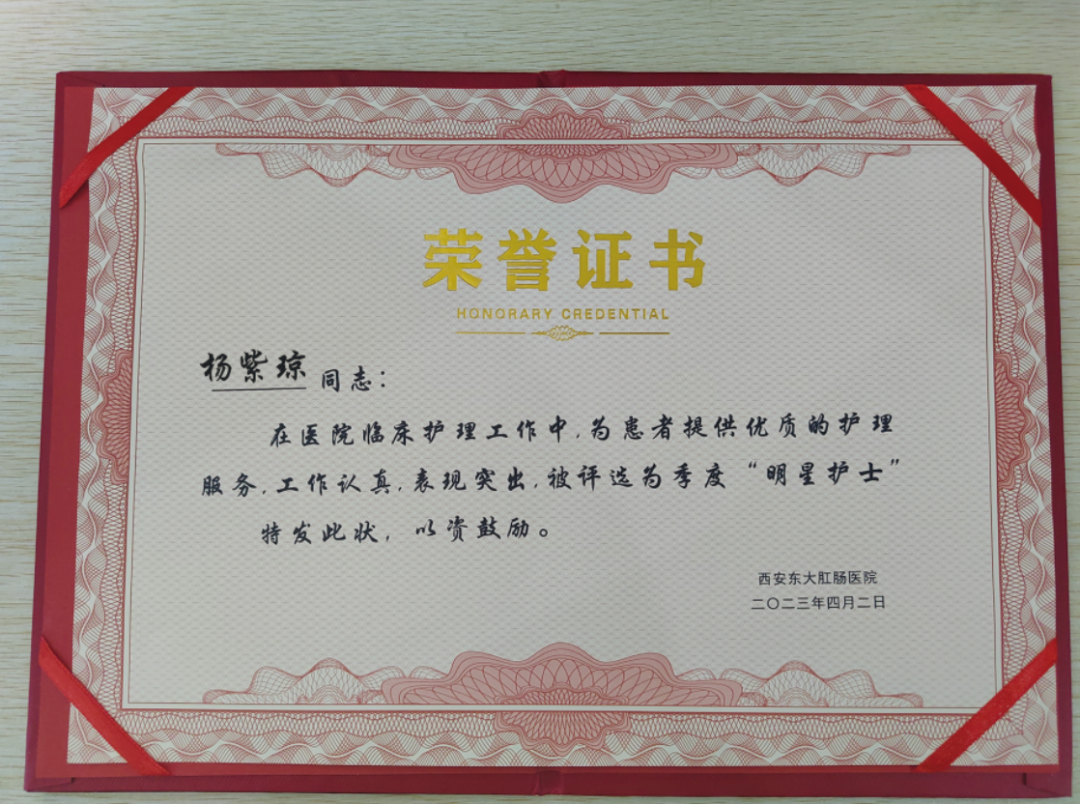 荣誉证书
HONORARY CREDENTIAL
杨紫琼 同志：
在医院临床护理工作中,为患者提供优质的护理
服务,工作认真,表现突出,被评选为季度“明星护士”
特发此状, 以资鼓励。
西安东大肛肠医院
二〇二三年四月二日